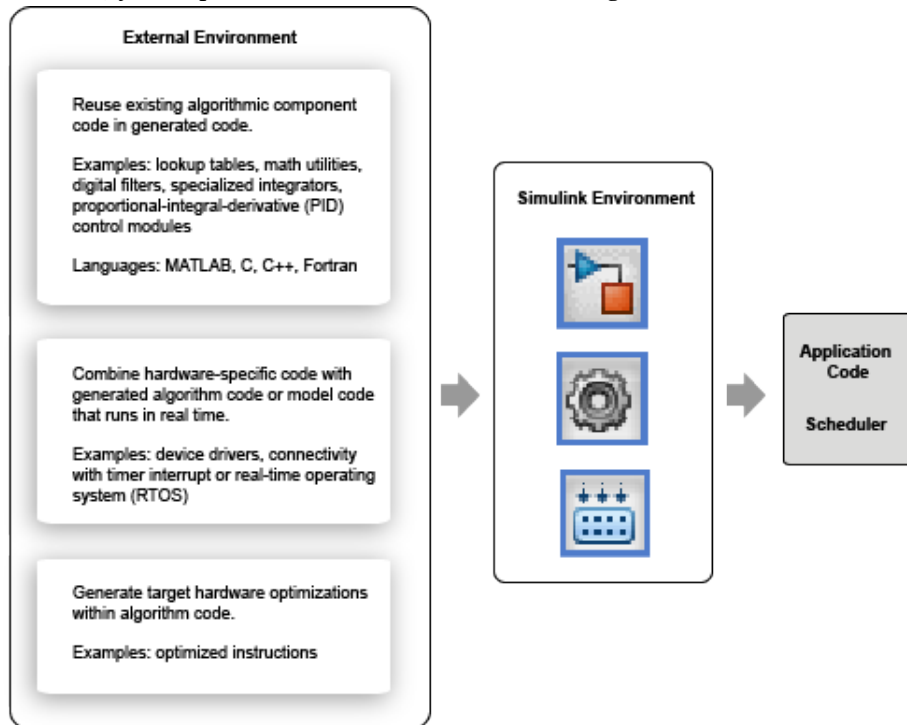 External Environment
Reuse existing algorithmic component
code in generated code.
Examples: lookup tables, math utilities,
digital filters, specialized integrators,
proportional-integral-derivative (PID)
control modules
Languages: MATLAB, C, C++, Fortran
Combine hardware-specific code with
generated algorithm code or model code
that runs in real time.
Examples: device drivers, connectivity
with timer interrupt or real-time operating
system (RTOS)
Generate target hardware optimizations
within algorithm code.
Examples: optimized instructions
Simulink Environment
Application
Code
Scheduler